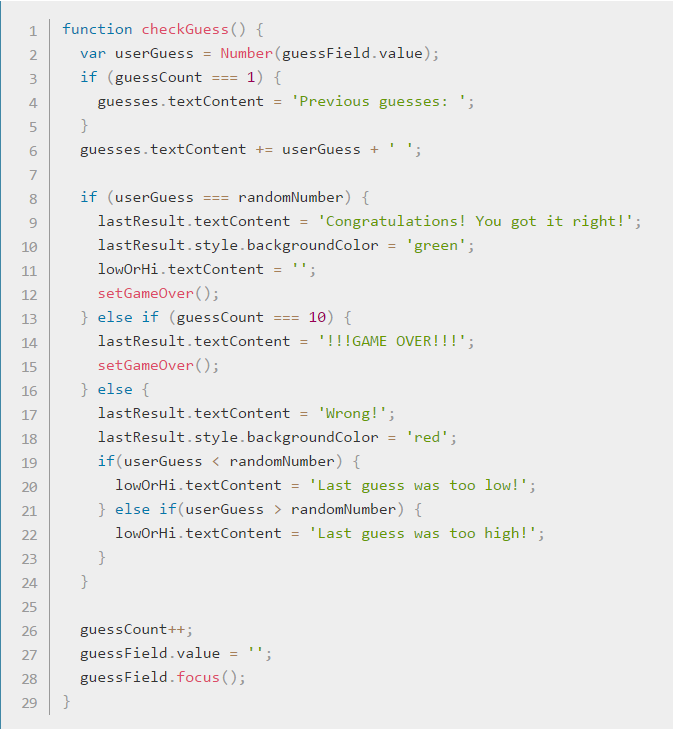 1 function checkGuess() {
2   var userGuess = Number(guessField.value);
3   if (guessCount === 1) {
4     guesses.textContent = 'Previous guesses: ';
5   }
6   guesses.textContent += userGuess + ' ';
7
8   if (userGuess === randomNumber) {
9     lastResult.textContent = 'Congratulations! You got it right!';
10     lastResult.style.backgroundColor = 'green';
11     lowOrHi.textContent = '';
12     setGameOver();
13   } else if (guessCount === 10) {
14     lastResult.textContent = '!!!GAME OVER!!!';
15     setGameOver();
16   } else {
17     lastResult.textContent = 'Wrong!';
18     lastResult.style.backgroundColor = 'red';
19     if(userGuess < randomNumber) {
20       lowOrHi.textContent = 'Last guess was too low!';
21     } else if(userGuess > randomNumber) {
22       lowOrHi.textContent = 'Last guess was too high!';
23     }
24   }
25
26   guessCount++;
27   guessField.value = '';
28   guessField.focus();
29 }